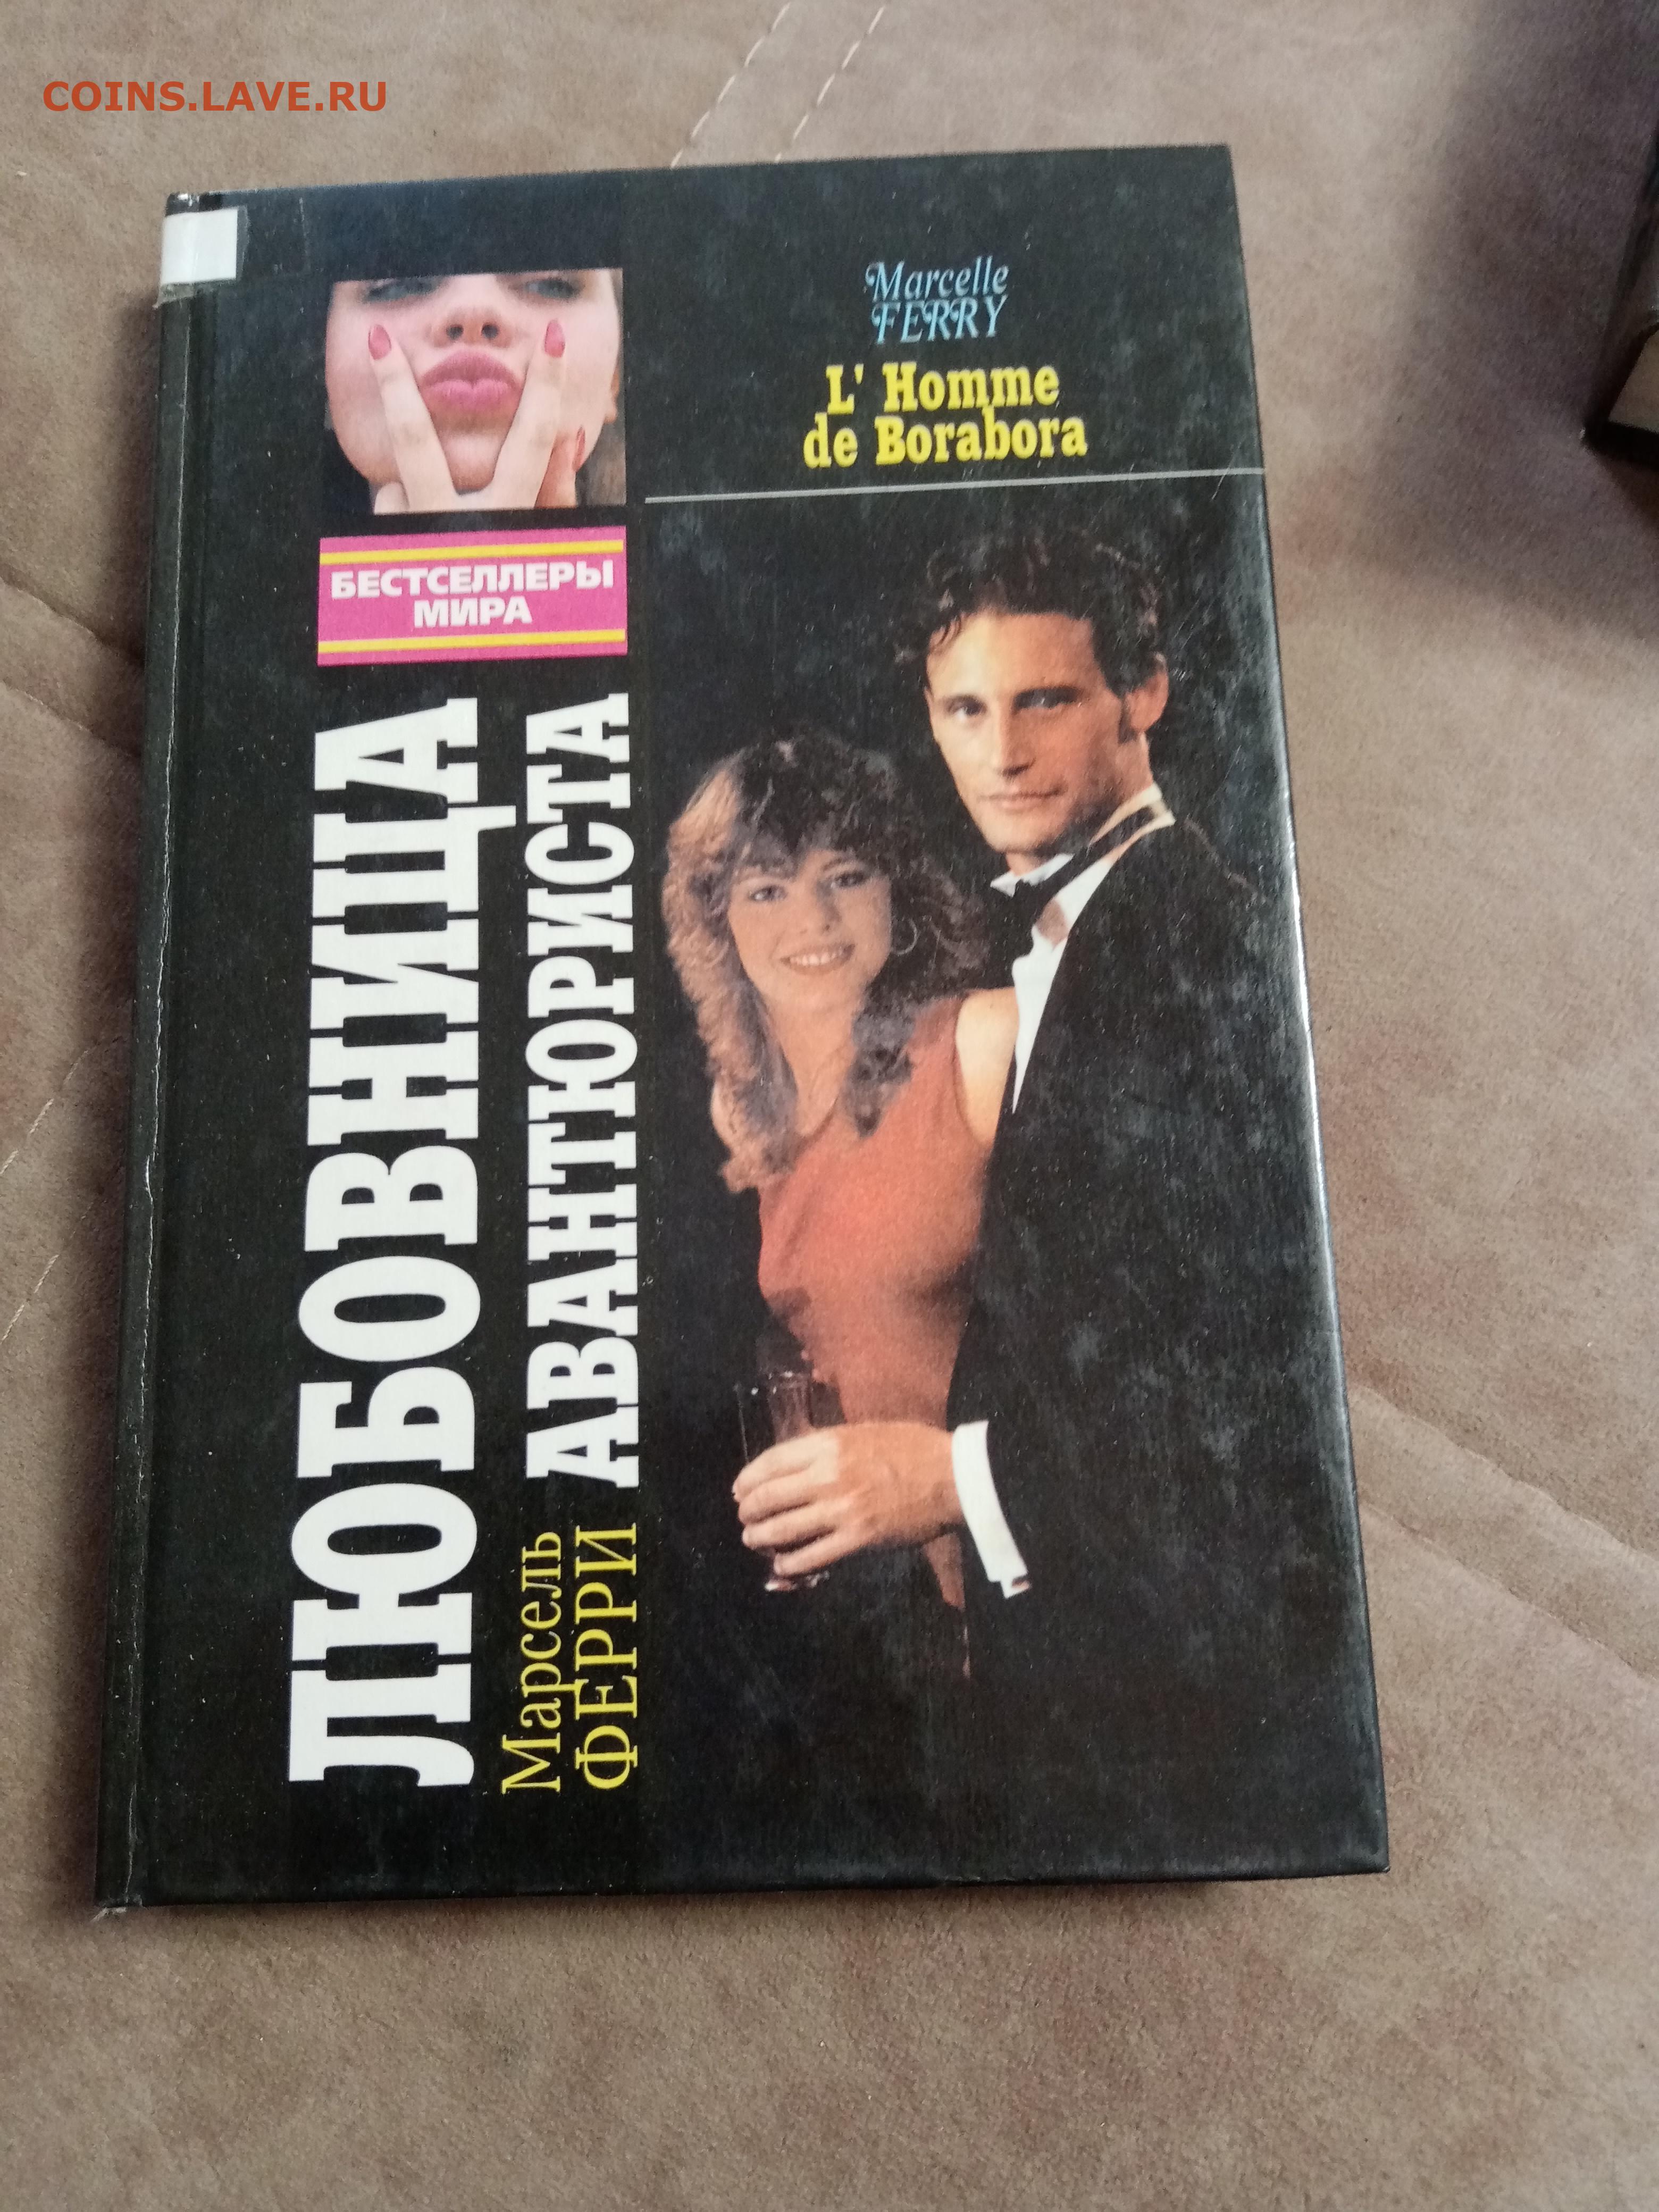 COINS.LAVE.RU
Marcelle
FERRY
L' Homme
de Borabora
БЕСТСЕЛЛЕРЫ
МИРА
ЛЮБОВНИЦА
АВАНТЮРИСТА
Марсель
ФЕРРИ